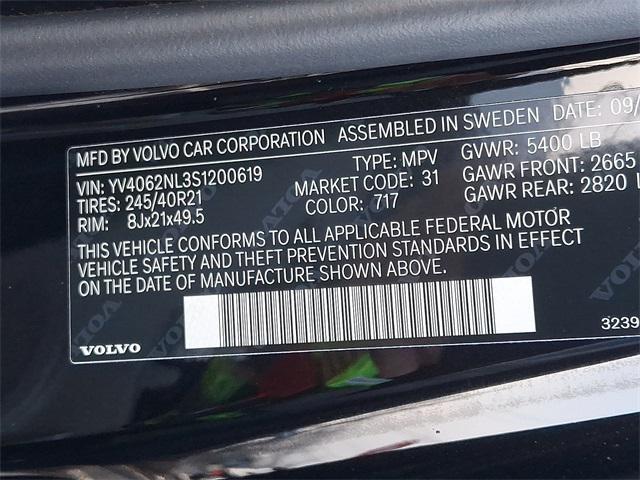 MFD BY VOLVO CAR CORPORATION ASSEMBLED IN SWEDEN DATE: 09/
VIN: YV4062NL3S1200619 TYPE: MPV GVWR: 5400 LB
TIRES: 245/40R21 MARKET CODE: 31 GAWR FRONT: 2665
RIM: 8Jx21x49.5 COLOR: 717 GAWR REAR: 2820 L
THIS VEHICLE CONFORMS TO ALL APPLICABLE FEDERAL MOTOR
VEHICLE SAFETY AND THEFT PREVENTION STANDARDS IN EFFECT
ON THE DATE OF MANUFACTURE SHOWN ABOVE.
VOLVO 3239